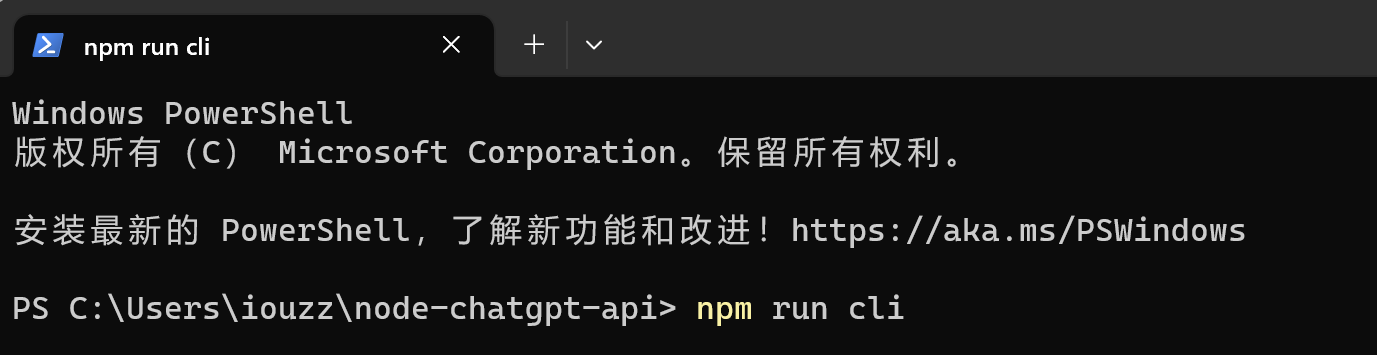 npm run cli
Windows PowerShell
版权所有（C） Microsoft Corporation。保留所有权利。
安装最新的 PowerShell，了解新功能和改进！https://aka.ms/PSWindows
PS C:\Users\iouzz\node-chatgpt-api> npm run cli